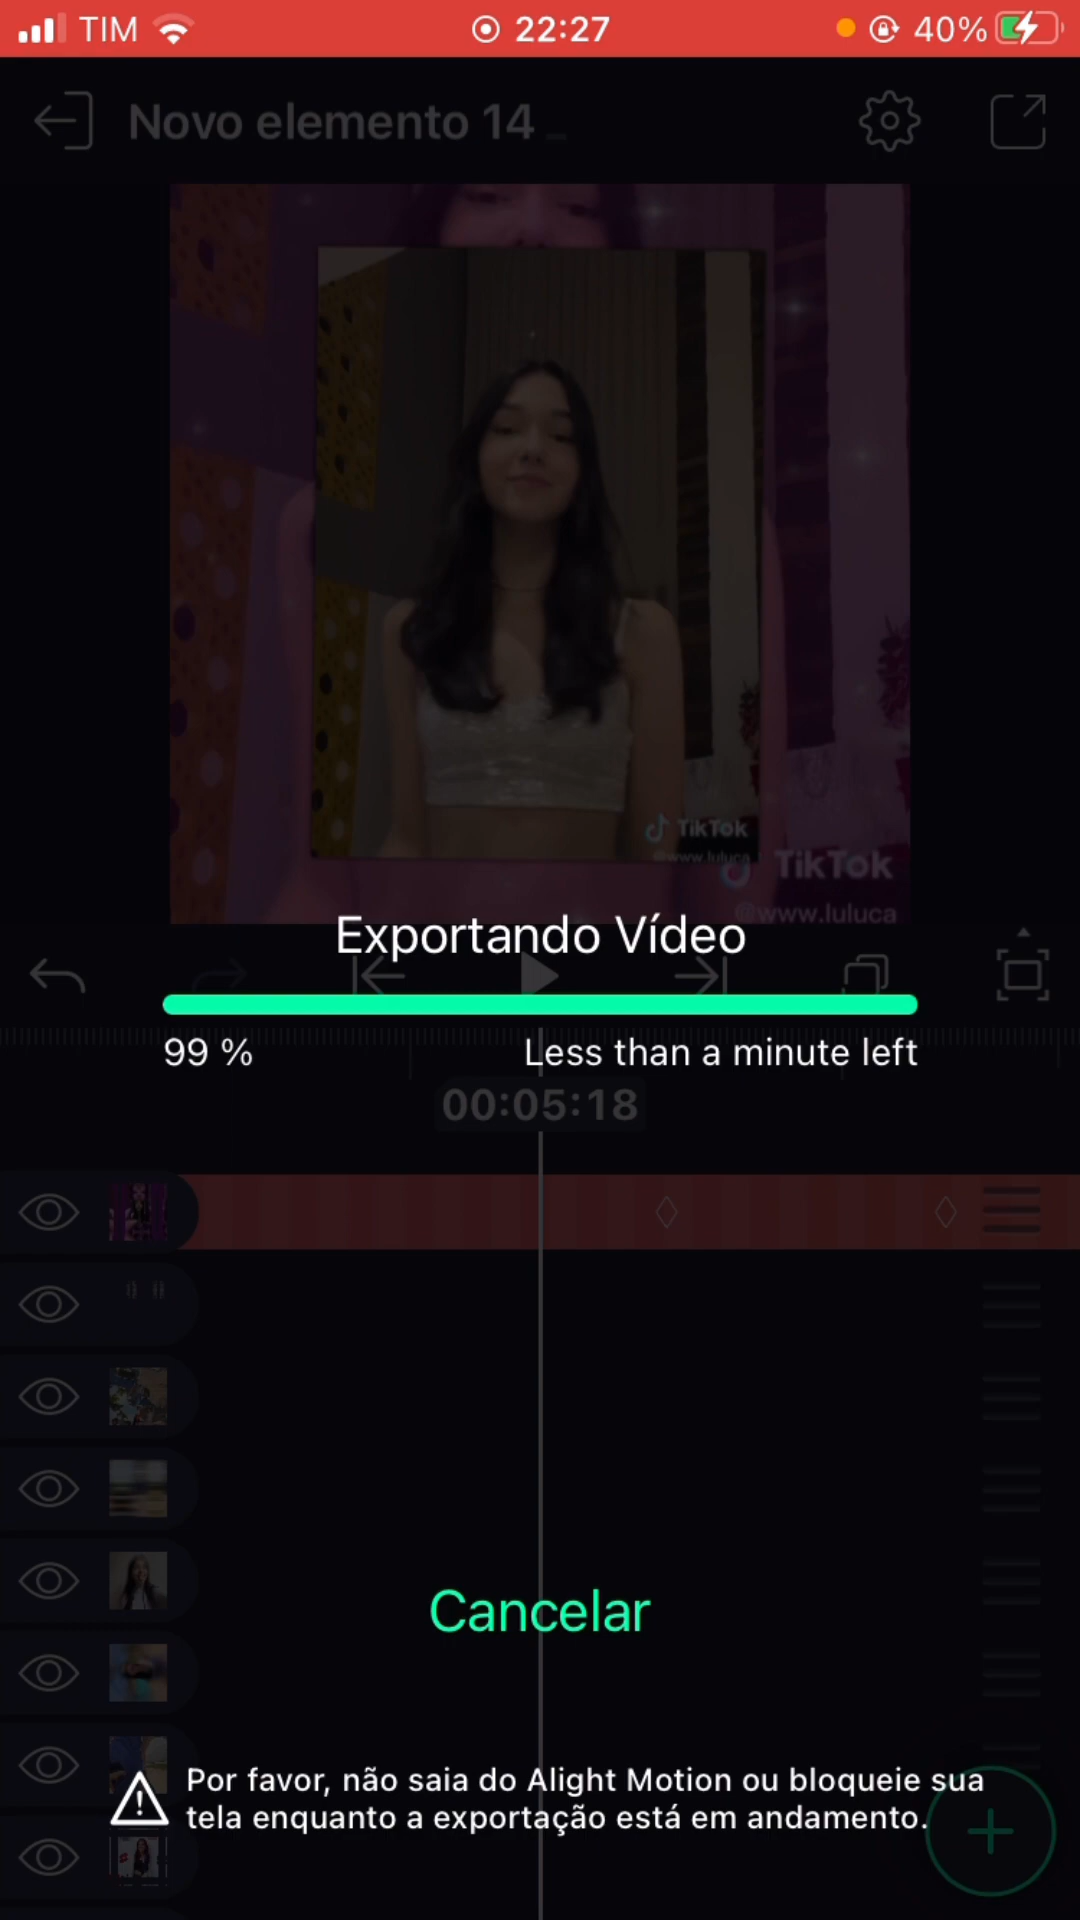 TIM 22:27 40%
Novo elemento 14
TikTok
@www.luluca
TikTok
@www.luluca
Exportando Vídeo
99 % Less than a minute left
00:05:18
Cancelar
Por favor, não saia do Alight Motion ou bloqueie sua
tela enquanto a exportação está em andamento.